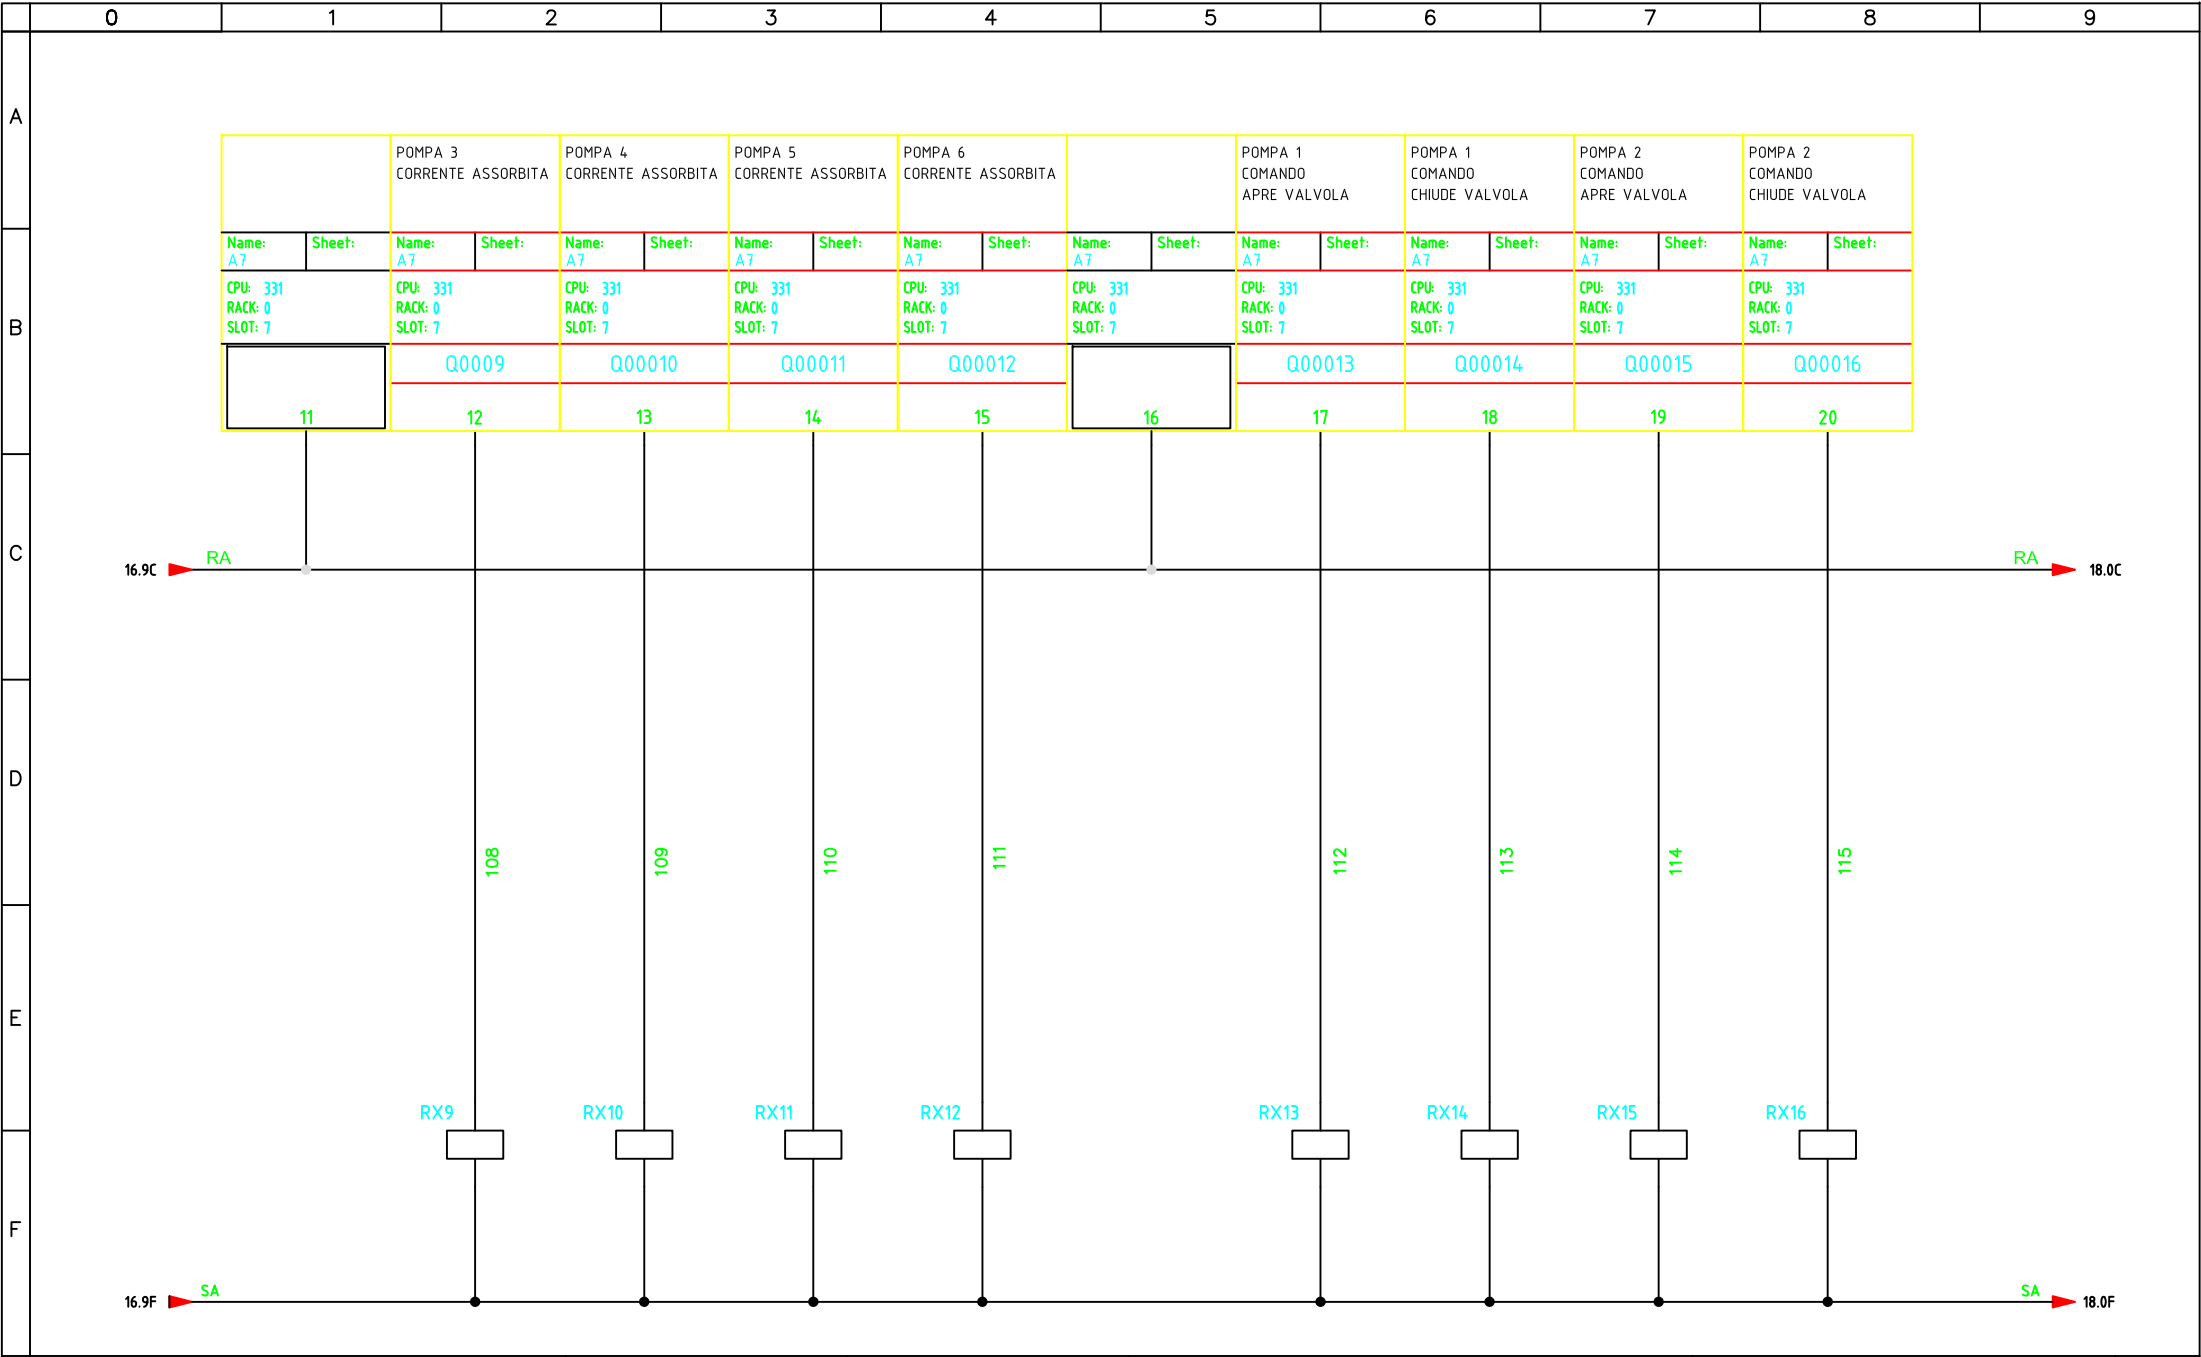 0 1 2 3 4 5 6 7 8 9
A
POMPA 3 POMPA 4 POMPA 5 POMPA 6 POMPA 1 POMPA 1 POMPA 2 POMPA 2
CORRENTE ASSORBITA CORRENTE ASSORBITA CORRENTE ASSORBITA CORRENTE ASSORBITA COMANDO COMANDO COMANDO COMANDO
APRE VALVOLA CHIUDE VALVOLA APRE VALVOLA CHIUDE VALVOLA
Name: Sheet: Name: Sheet: Name: Sheet: Name: Sheet: Name: Sheet: Name: Sheet: Name: Sheet: Name: Sheet: Name: Sheet: Name: Sheet:
A7 A7 A7 A7 A7 A7 A7 A7 A7 A7
CPU: 331 CPU: 331 CPU: 331 CPU: 331 CPU: 331 CPU: 331 CPU: 331 CPU: 331 CPU: 331 CPU: 331
RACK: 0 RACK: 0 RACK: 0 RACK: 0 RACK: 0 RACK: 0 RACK: 0 RACK: 0 RACK: 0 RACK: 0
B
SLOT: 7 SLOT: 7 SLOT: 7 SLOT: 7 SLOT: 7 SLOT: 7 SLOT: 7 SLOT: 7 SLOT: 7 SLOT: 7
Q0009 Q00010 Q00011 Q00012 Q00013 Q00014 Q00015 Q00016
11 12 13 14 15 16 17 18 19 20
C
RA RA
16.9C 18.0C
D
108 109 110 111 112 113 114 115
E
RX9 RX10 RX11 RX12 RX13 RX14 RX15 RX16
F
SA SA
16.9F 18.0F